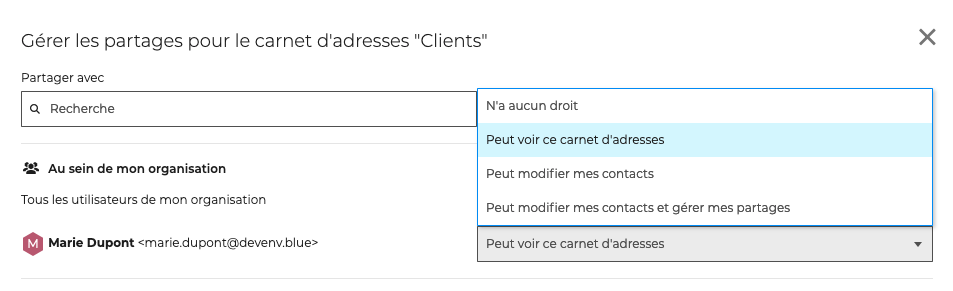 Gérer les partages pour le carnet d'adresses "Clients"
Partager avec
Recherche
N'a aucun droit
Peut voir ce carnet d'adresses
Peut modifier mes contacts
Peut modifier mes contacts et gérer mes partages
Au sein de mon organisation
Tous les utilisateurs de mon organisation
M Marie Dupont <marie.dupont@devenv.blue> Peut voir ce carnet d'adresses